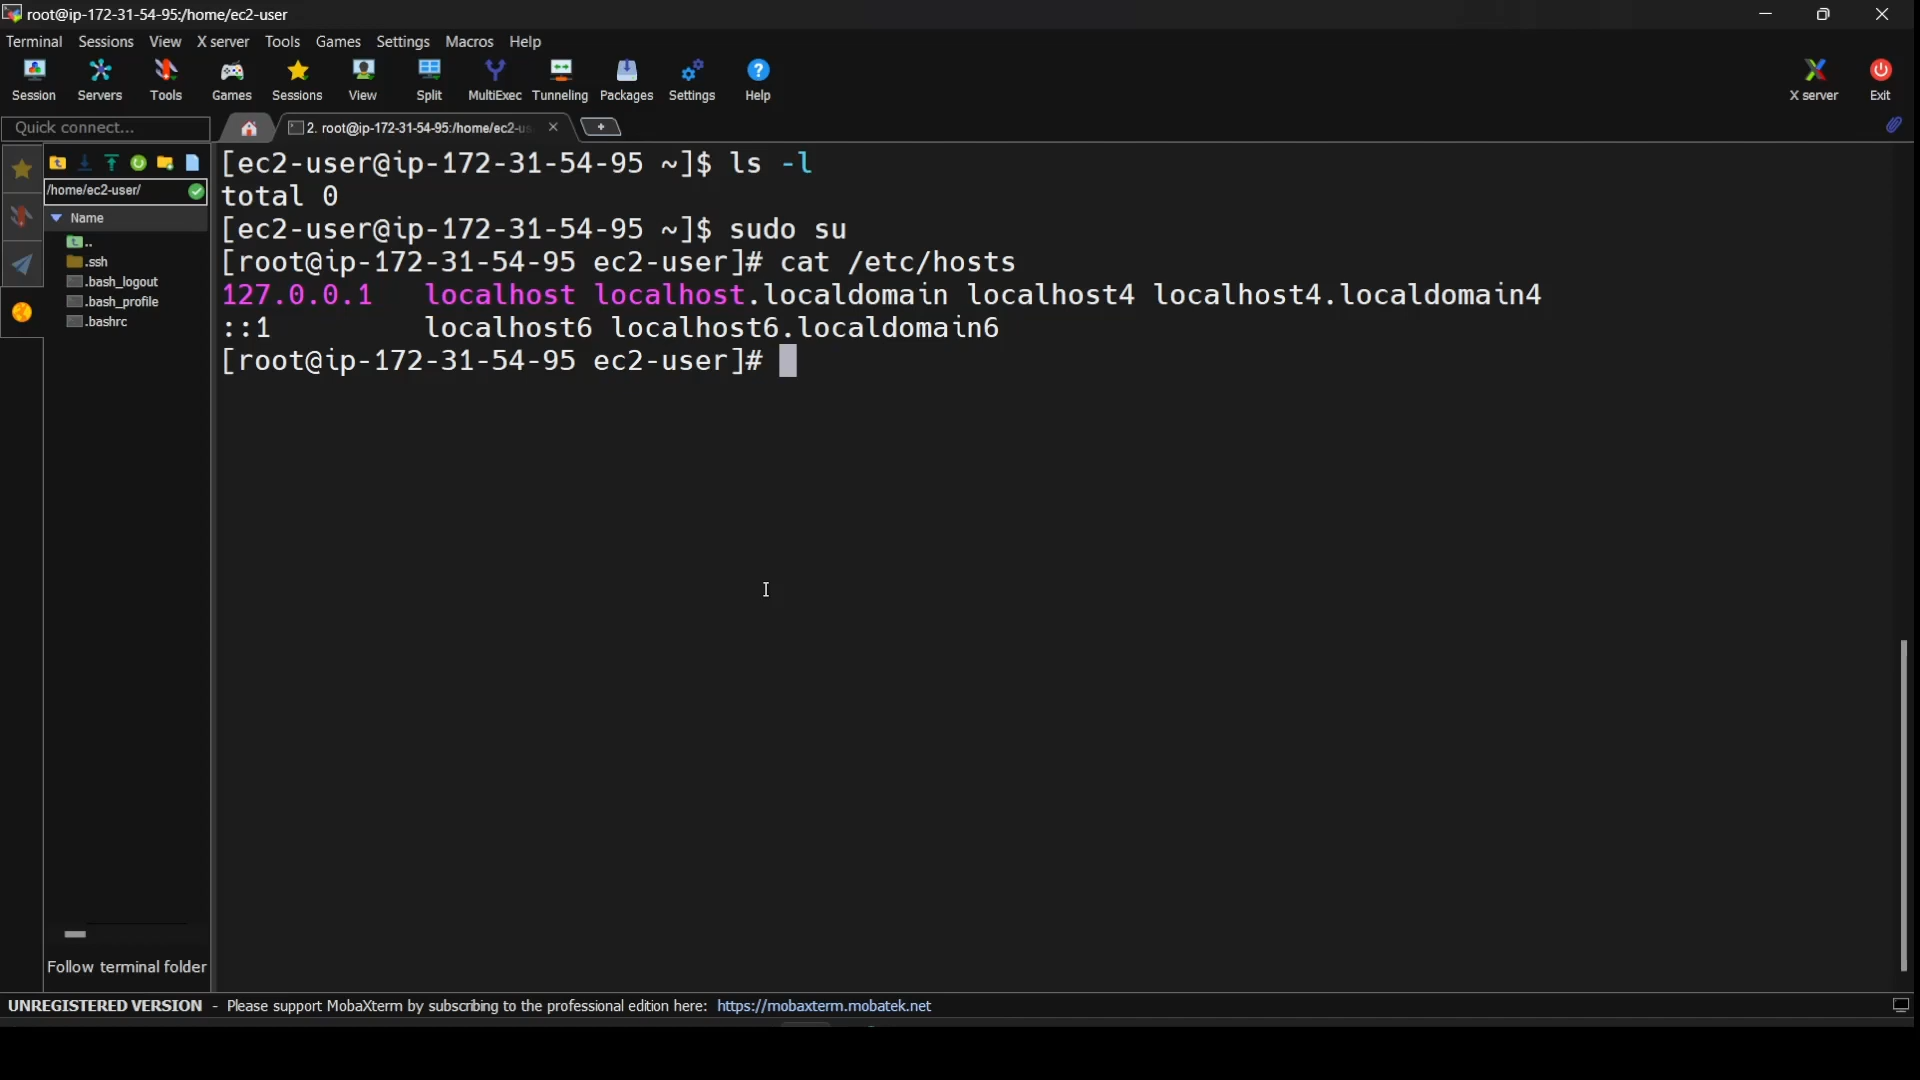 root@ip-172-31-54-95:/home/ec2-user
Terminal Sessions View X server Tools Games Settings Macros Help
Session Servers Tools Games Sessions View Split MultiExec Tunneling Packages Settings Help X server Exit
Quick connect...
2. root@ip-172-31-54-95:/home/ec2-us
/home/ec2-user/
Name
..
.ssh
.bash_logout
.bash_profile
.bashrc
Follow terminal folder
[ec2-user@ip-172-31-54-95 ~]$ ls -l
total 0
[ec2-user@ip-172-31-54-95 ~]$ sudo su
[root@ip-172-31-54-95 ec2-user]# cat /etc/hosts
127.0.0.1   localhost localhost.localdomain localhost4 localhost4.localdomain4
::1         localhost6 localhost6.localdomain6
[root@ip-172-31-54-95 ec2-user]#
UNREGISTERED VERSION - Please support MobaXterm by subscribing to the professional edition here: https://mobaxterm.mobatek.net